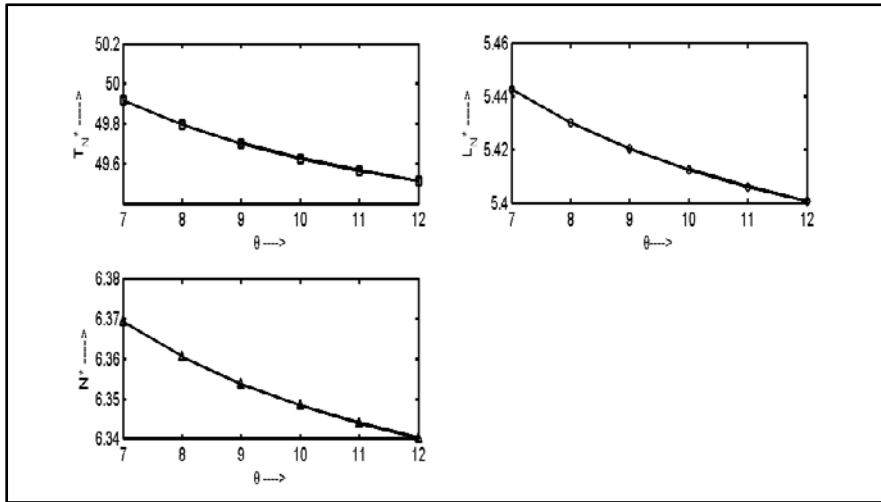 50.2
50
49.8
49.6
T_N* ----->
7 8 9 10 11 12
θ---->
5.46
5.44
5.42
5.4
L_N* ----->
7 8 9 10 11 12
θ---->
6.38
6.37
6.36
6.35
6.34
N* ----->
7 8 9 10 11 12
θ---->